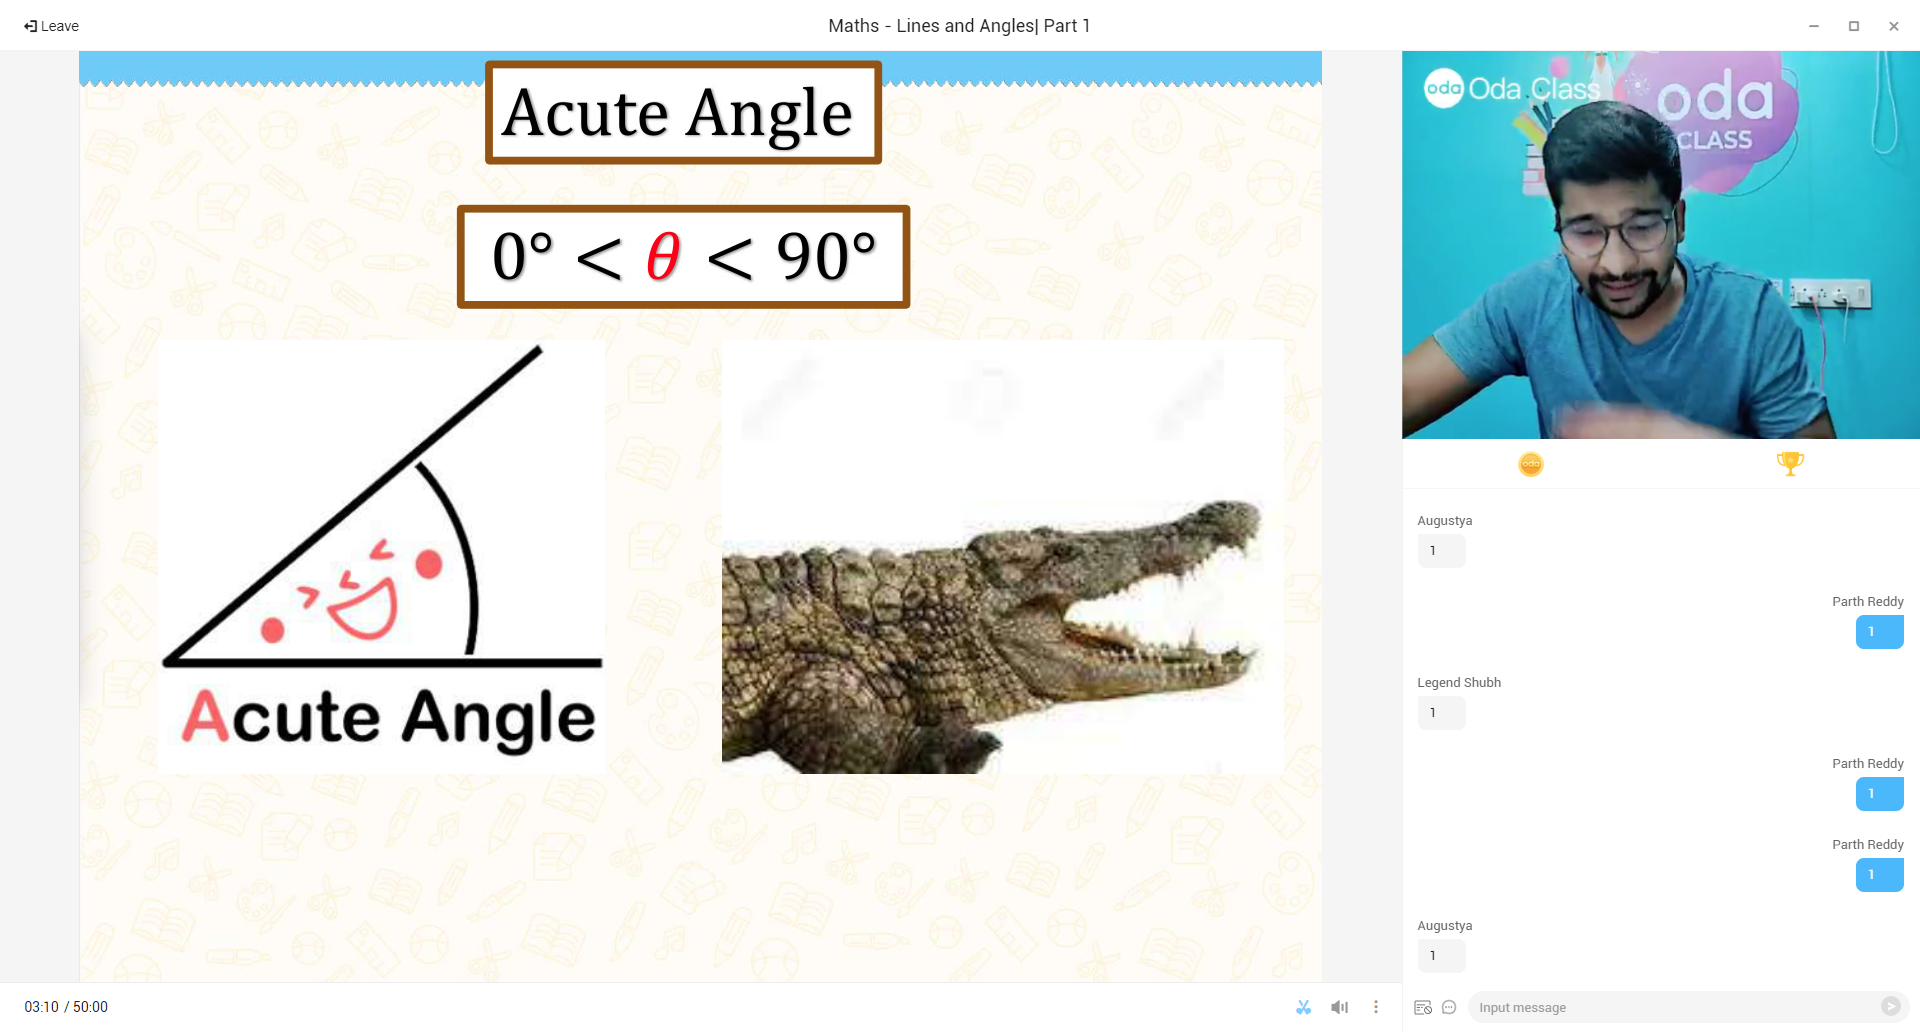 Leave
Maths - Lines and Angles| Part 1
Acute Angle
0° < θ < 90°
Acute Angle
oda Oda Class
oda
CLASS
oda
Augustya
1
Parth Reddy
1
Legend Shubh
1
Parth Reddy
1
Parth Reddy
1
Augustya
1
03:10 / 50:00
Input message